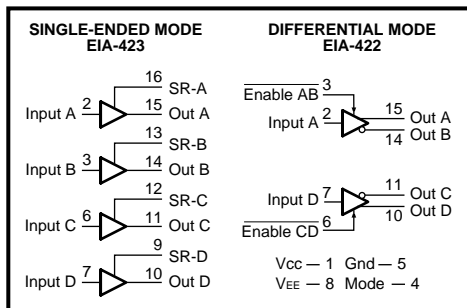 SINGLE-ENDED MODE
EIA-423
16
SR-A
Input A 2
15
Out A
13
SR-B
Input B 3
14
Out B
12
SR-C
Input C 6
11
Out C
9
SR-D
Input D 7
10
Out D
DIFFERENTIAL MODE
EIA-422
Enable AB 3
Input A 2
15 Out A
14 Out B
Input D 7
11 Out C
10 Out D
Enable CD 6
VCC — 1 Gnd — 5
VEE — 8 Mode — 4